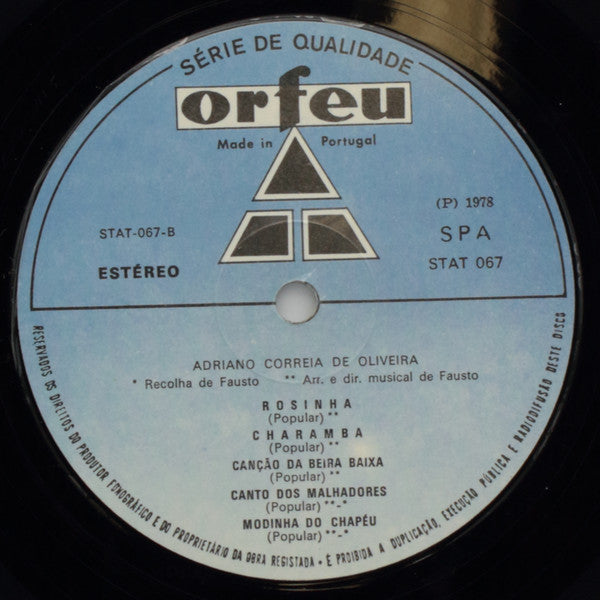 SÉRIE DE QUALIDADE
orfeu
Made in Portugal
STAT-067-B
ESTÉREO
(P) 1978
SPA
STAT 067
ADRIANO CORREIA DE OLIVEIRA
* Recolha de Fausto ** Arr. e dir. musical de Fausto
ROSINHA
(Popular) **
CHARAMBA
(Popular) **
CANÇÃO DA BEIRA BAIXA
(Popular) **
CANTO DOS MALHADORES
(Popular) **-*
MODINHA DO CHAPÉU
(Popular) **-*
RESERVADOS OS DIREITOS DO PRODUTOR FONOGRÁFICO E DO PROPRIETÁRIO DA OBRA REGISTADA • É PROIBIDA A DUPLICAÇÃO, EXECUÇÃO PÚBLICA E RADIODIFUSÃO DESTE DISCO